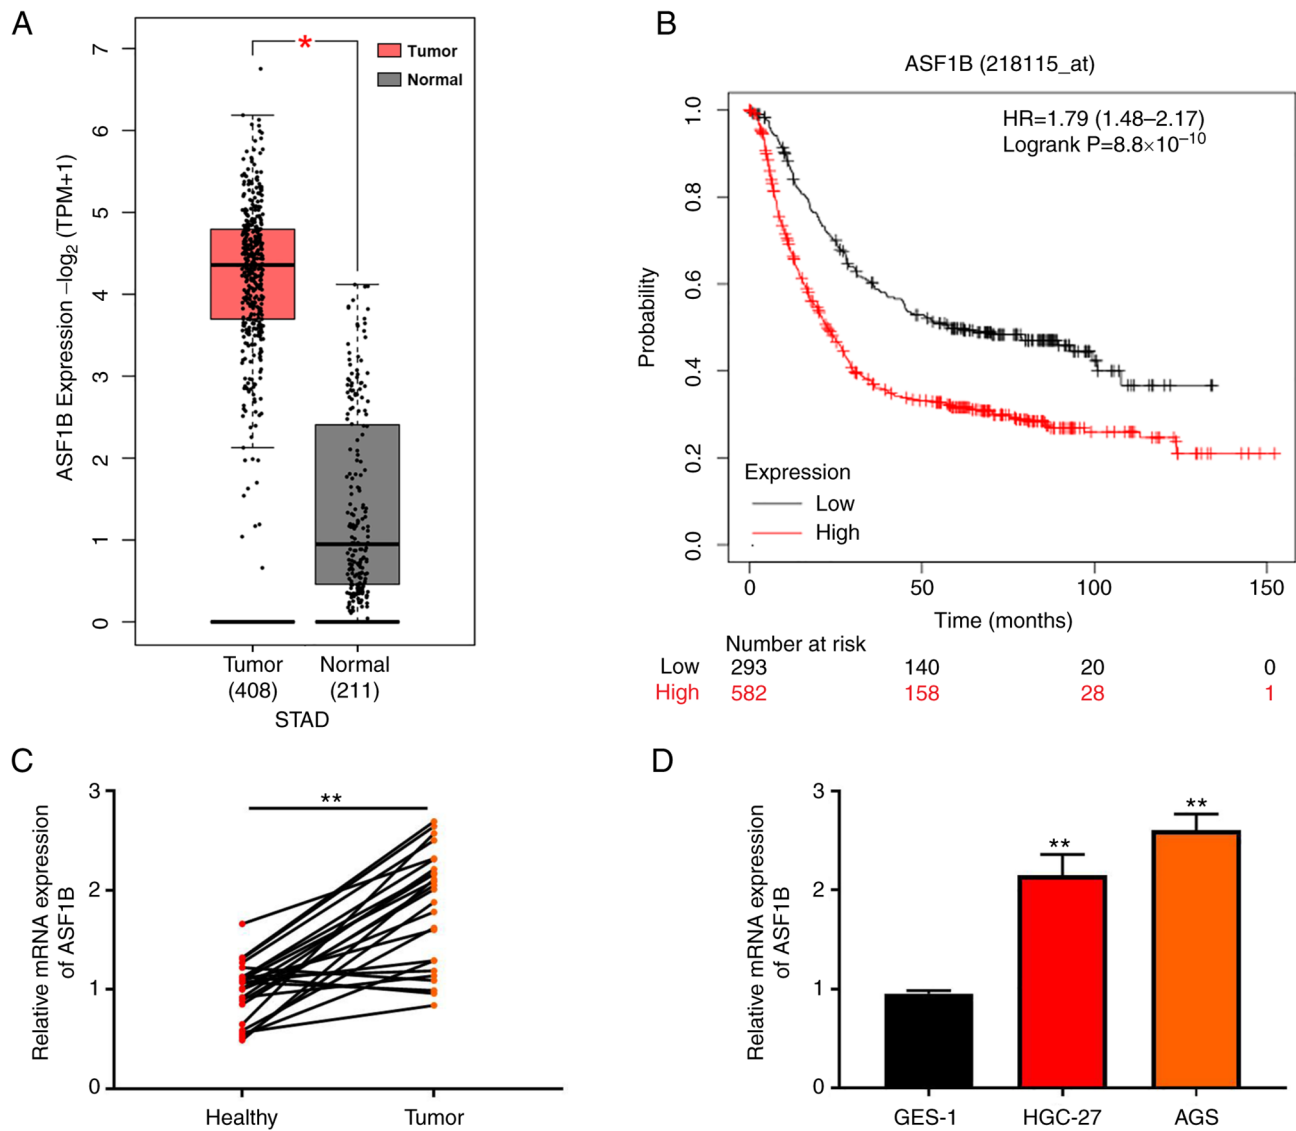 A
ASF1B Expression –log2 (TPM+1)
7
6
5
4
3
2
1
0
*
Tumor
Normal
Tumor
(408)
Normal
(211)
STAD
B
ASF1B (218115_at)
HR=1.79 (1.48–2.17)
Logrank P=8.8×10–10
Probability
1.0
0.8
0.6
0.4
0.2
0.0
Expression
Low
High
0 50 100 150
Time (months)
Number at risk
Low 293 140 20 0
High 582 158 28 1
C
Relative mRNA expression
of ASF1B
3
2
1
0
**
Healthy Tumor
D
Relative mRNA expression
of ASF1B
3
2
1
0
**
**
GES-1 HGC-27 AGS